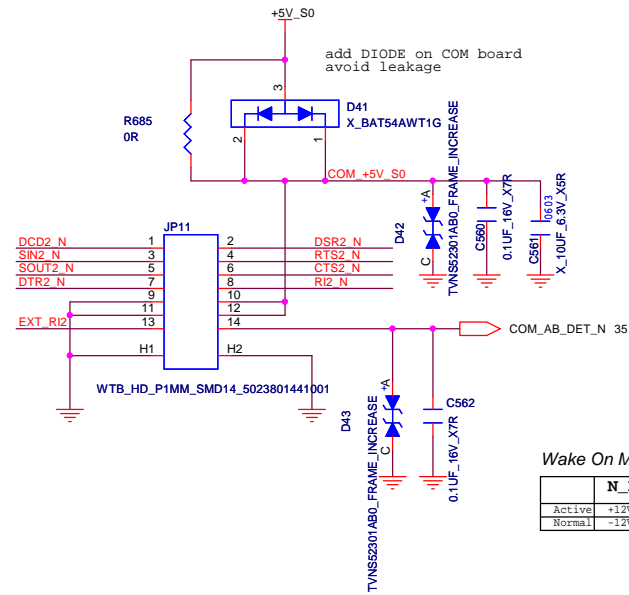 +5V_S0
add DIODE on COM board
avoid leakage
3
R685
0R
D41
X_BAT54AWT1G
2
1
COM_+5V_S0
+A
C
D42
TVNS52301AB0_FRAME_INCREASE
C560
0.1UF_16V_X7R
C561
X_10UF_6.3V_X5R
0603
JP11
DCD2_N 1 2 DSR2_N
SIN2_N 3 4 RTS2_N
SOUT2_N 5 6 CTS2_N
DTR2_N 7 8 RI2_N
9 10
11 12
EXT_RI2 13 14
COM_AB_DET_N 35
H1 H2
WTB_HD_P1MM_SMD14_5023801441001
+A
C
D43
TVNS52301AB0_FRAME_INCREASE
C562
0.1UF_16V_X7R
Wake On M
Active +12V
Normal -12V